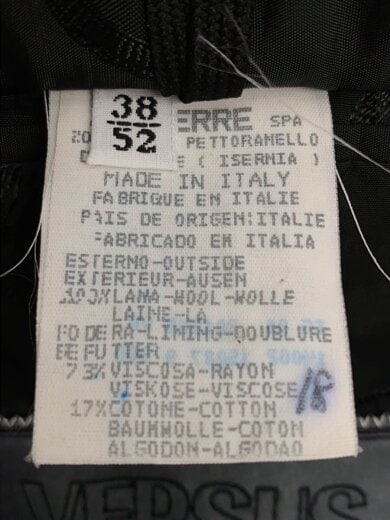 38
52
ERRE SPA
PETTORANELLO
( ISERNIA )
MADE IN ITALY
FABRIQUE EN ITALIE
PAIS DE ORIGEN:ITALIE
FABRICADO EN ITALIA
ESTERNO-OUTSIDE
EXTERIEUR-AUSEN
100%LANA-WOOL-WOLLE
LAINE-LA
FODERA-LINING-DOUBLURE
FUTTER
VISCOSA-RAYON
VISKOSE-VISCOSE
18
17%COTONE-COTTON
BAUMWOLLE-COTON
ALGODON-ALGODAO
VERSUS